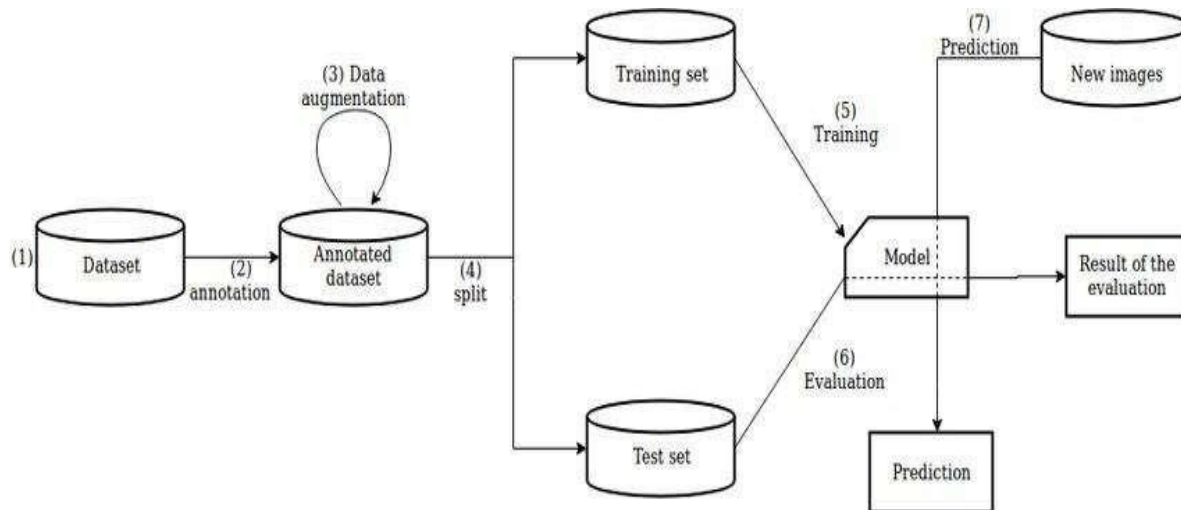 (1)
Dataset
(2)
annotation
(3) Data
augmentation
Annotated
dataset
(4)
split
Training set
Test set
(5)
Training
(6)
Evaluation
Model
(7)
Prediction
New images
Result of the
evaluation
Prediction